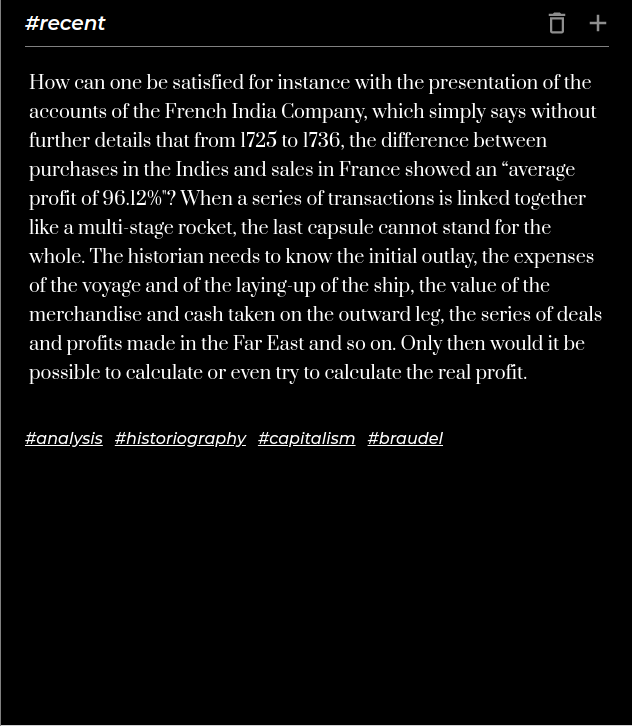 #recent
How can one be satisfied for instance with the presentation of the
accounts of the French India Company, which simply says without
further details that from 1725 to 1736, the difference between
purchases in the Indies and sales in France showed an “average
profit of 96.12%"? When a series of transactions is linked together
like a multi-stage rocket, the last capsule cannot stand for the
whole. The historian needs to know the initial outlay, the expenses
of the voyage and of the laying-up of the ship, the value of the
merchandise and cash taken on the outward leg, the series of deals
and profits made in the Far East and so on. Only then would it be
possible to calculate or even try to calculate the real profit.
#analysis #historiography #capitalism #braudel